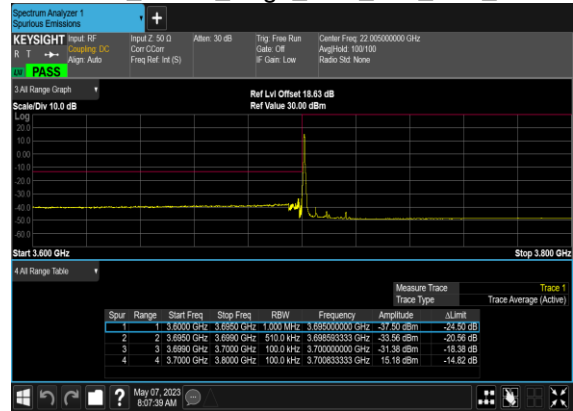 Spectrum Analyzer 1
Spurious Emissions
+
KEYSIGHT Input: RF Input Z: 50 Ω Atten: 30 dB Trig: Free Run Center Freq: 22.005000000 GHz
R T Coupling: DC Corr CCorr Gate: Off Avg|Hold: 100/100
Align: Auto Freq Ref: Int (S) IF Gain: Low Radio Std: None
LW PASS
3 All Range Graph
Ref Lvl Offset 18.63 dB
Scale/Div 10.0 dB Ref Value 30.00 dBm
Log
20.0
10.0
0.00
-10.0
-20.0
-30.0
-40.0
-50.0
-60.0
Start 3.600 GHz Stop 3.800 GHz
4 All Range Table
Measure Trace Trace 1
Trace Type Trace Average (Active)
Spur Range Start Freq Stop Freq RBW Frequency Amplitude ΔLimit
1 1 3.6000 GHz 3.6950 GHz 1.000 MHz 3.695000000 GHz -37.50 dBm -24.50 dB
2 2 3.6950 GHz 3.6990 GHz 510.0 kHz 3.698593333 GHz -33.56 dBm -20.56 dB
3 3 3.6990 GHz 3.7000 GHz 100.0 kHz 3.700000000 GHz -31.38 dBm -18.38 dB
4 4 3.7000 GHz 3.8000 GHz 100.0 kHz 3.700833333 GHz 15.18 dBm -14.82 dB
? May 07, 2023
8:07:39 AM